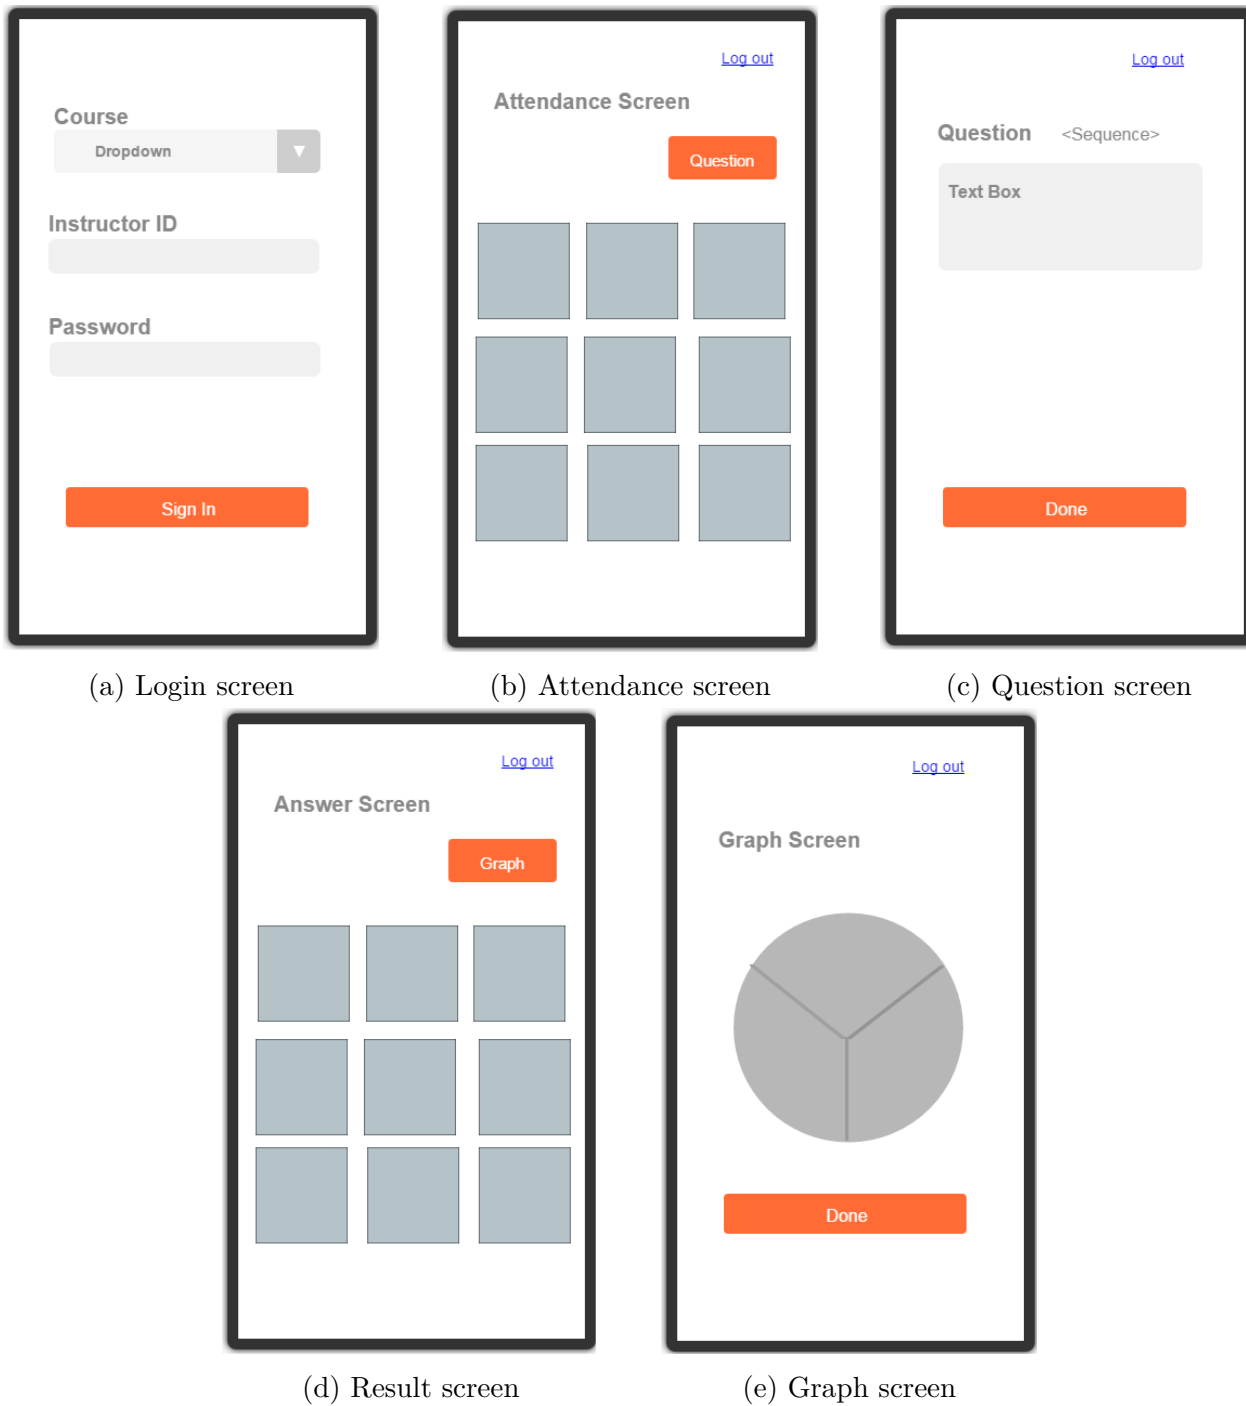 Course
Dropdown ▼
Instructor ID
Password
Sign In
(a) Login screen
Log out
Attendance Screen
Question
(b) Attendance screen
Log out
Question <Sequence>
Text Box
Done
(c) Question screen
Log out
Answer Screen
Graph
(d) Result screen
Log out
Graph Screen
Done
(e) Graph screen